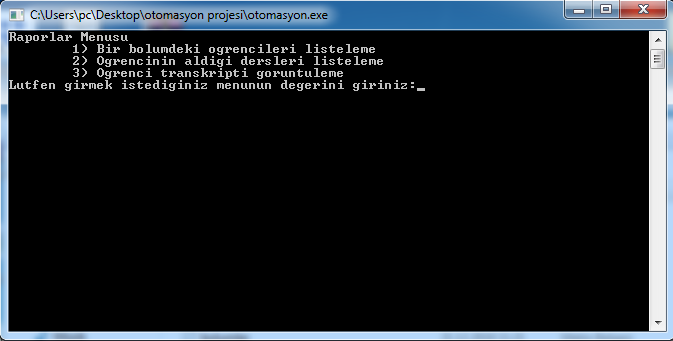 C:\Users\pc\Desktop\otomasyon projesi\otomasyon.exe
Raporlar Menusu
1) Bir bolumdeki ogrencileri listeleme
2) Ogrencinin aldigi dersleri listeleme
3) Ogrenci transkripti goruntuleme
Lutfen girmek istediginiz menunun degerini giriniz:_